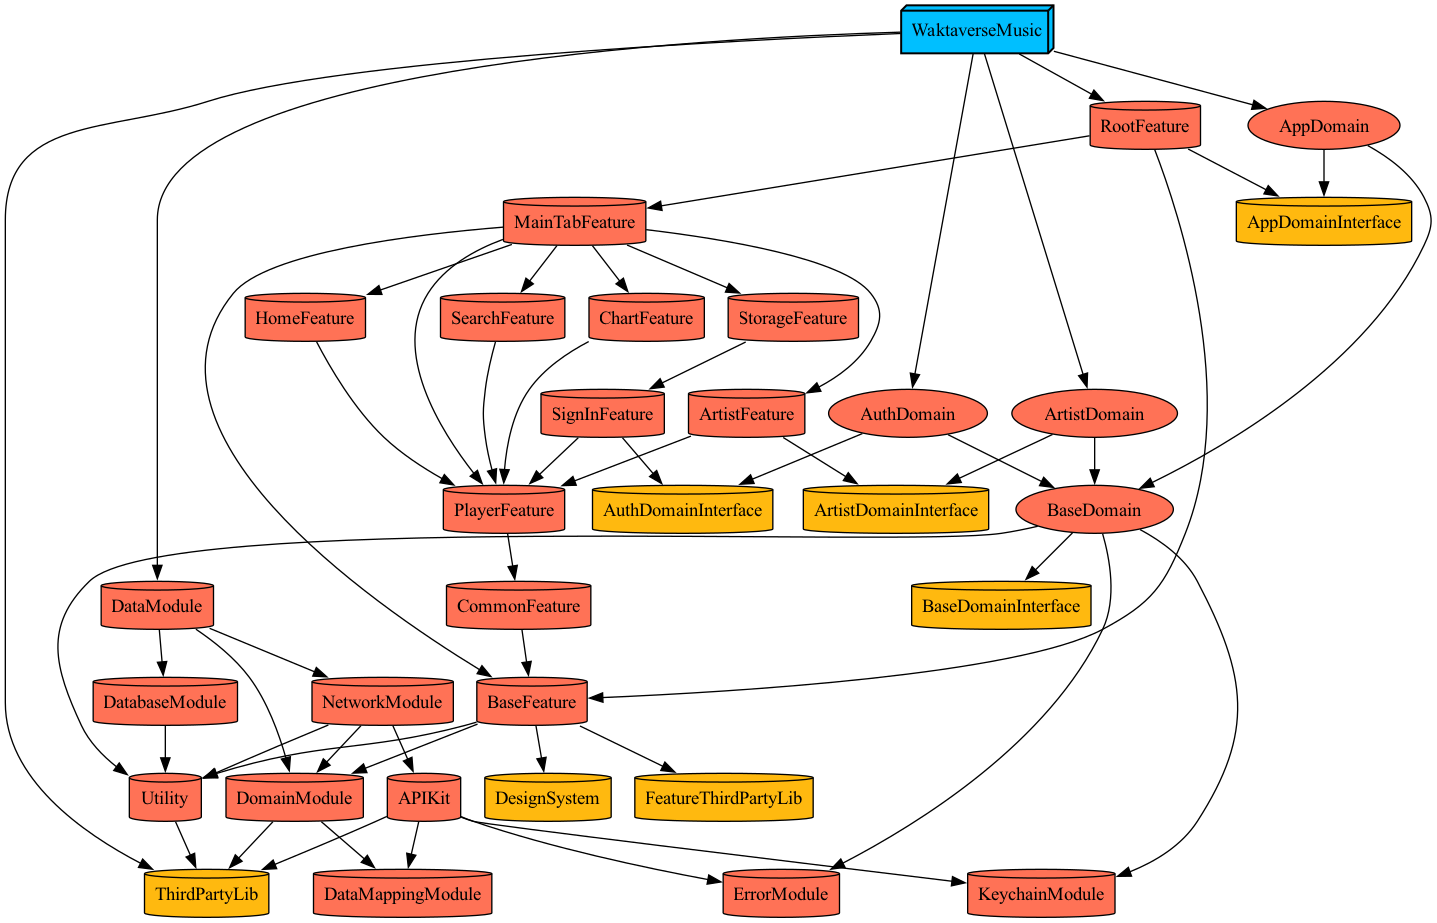 WaktaverseMusic
RootFeature
AppDomain
MainTabFeature
AppDomainInterface
HomeFeature
SearchFeature
ChartFeature
StorageFeature
SignInFeature
ArtistFeature
AuthDomain
ArtistDomain
PlayerFeature
AuthDomainInterface
ArtistDomainInterface
BaseDomain
DataModule
CommonFeature
BaseDomainInterface
DatabaseModule
NetworkModule
BaseFeature
Utility
DomainModule
APIKit
DesignSystem
FeatureThirdPartyLib
ThirdPartyLib
DataMappingModule
ErrorModule
KeychainModule